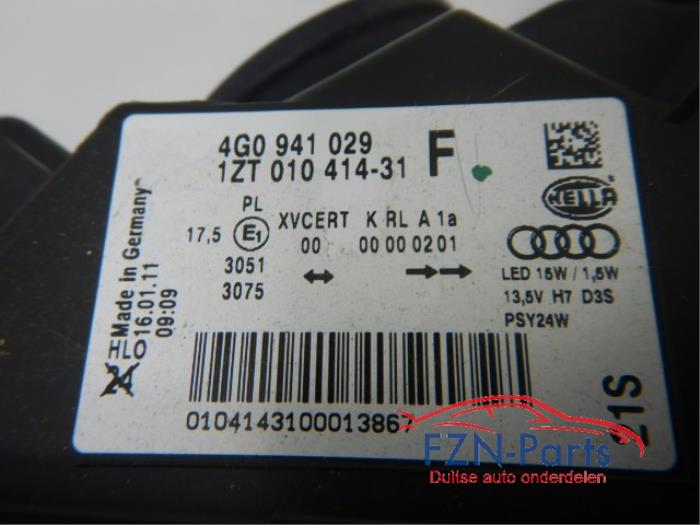 4G0 941 029 F
1ZT 010 414-31
HELLA
PL
17,5 E1 XVCERT K RL A 1a
00 00 00 02 01
3051
3075
LED 15W / 1,5W
13,5V H7 D3S
PSY24W
Made in Germany
16.01.11
09:09
0104143100013867
21S
FZN-Parts
Duitse auto onderdelen